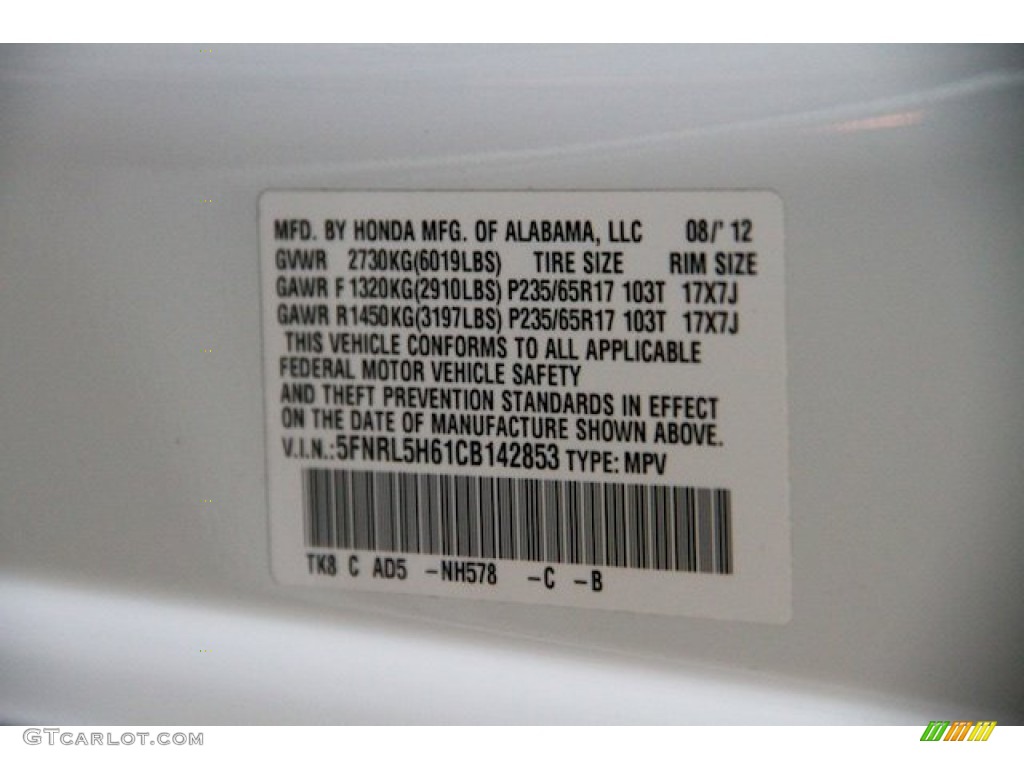 MFD. BY HONDA MFG. OF ALABAMA, LLC 08/' 12
GVWR 2730KG(6019LBS) TIRE SIZE RIM SIZE
GAWR F 1320KG(2910LBS) P235/65R17 103T 17X7J
GAWR R1450KG(3197LBS) P235/65R17 103T 17X7J
THIS VEHICLE CONFORMS TO ALL APPLICABLE
FEDERAL MOTOR VEHICLE SAFETY
AND THEFT PREVENTION STANDARDS IN EFFECT
ON THE DATE OF MANUFACTURE SHOWN ABOVE.
V.I.N.:5FNRL5H61CB142853 TYPE: MPV
TK8 C AD5 -NH578 -C -B
GTCARLOT.COM